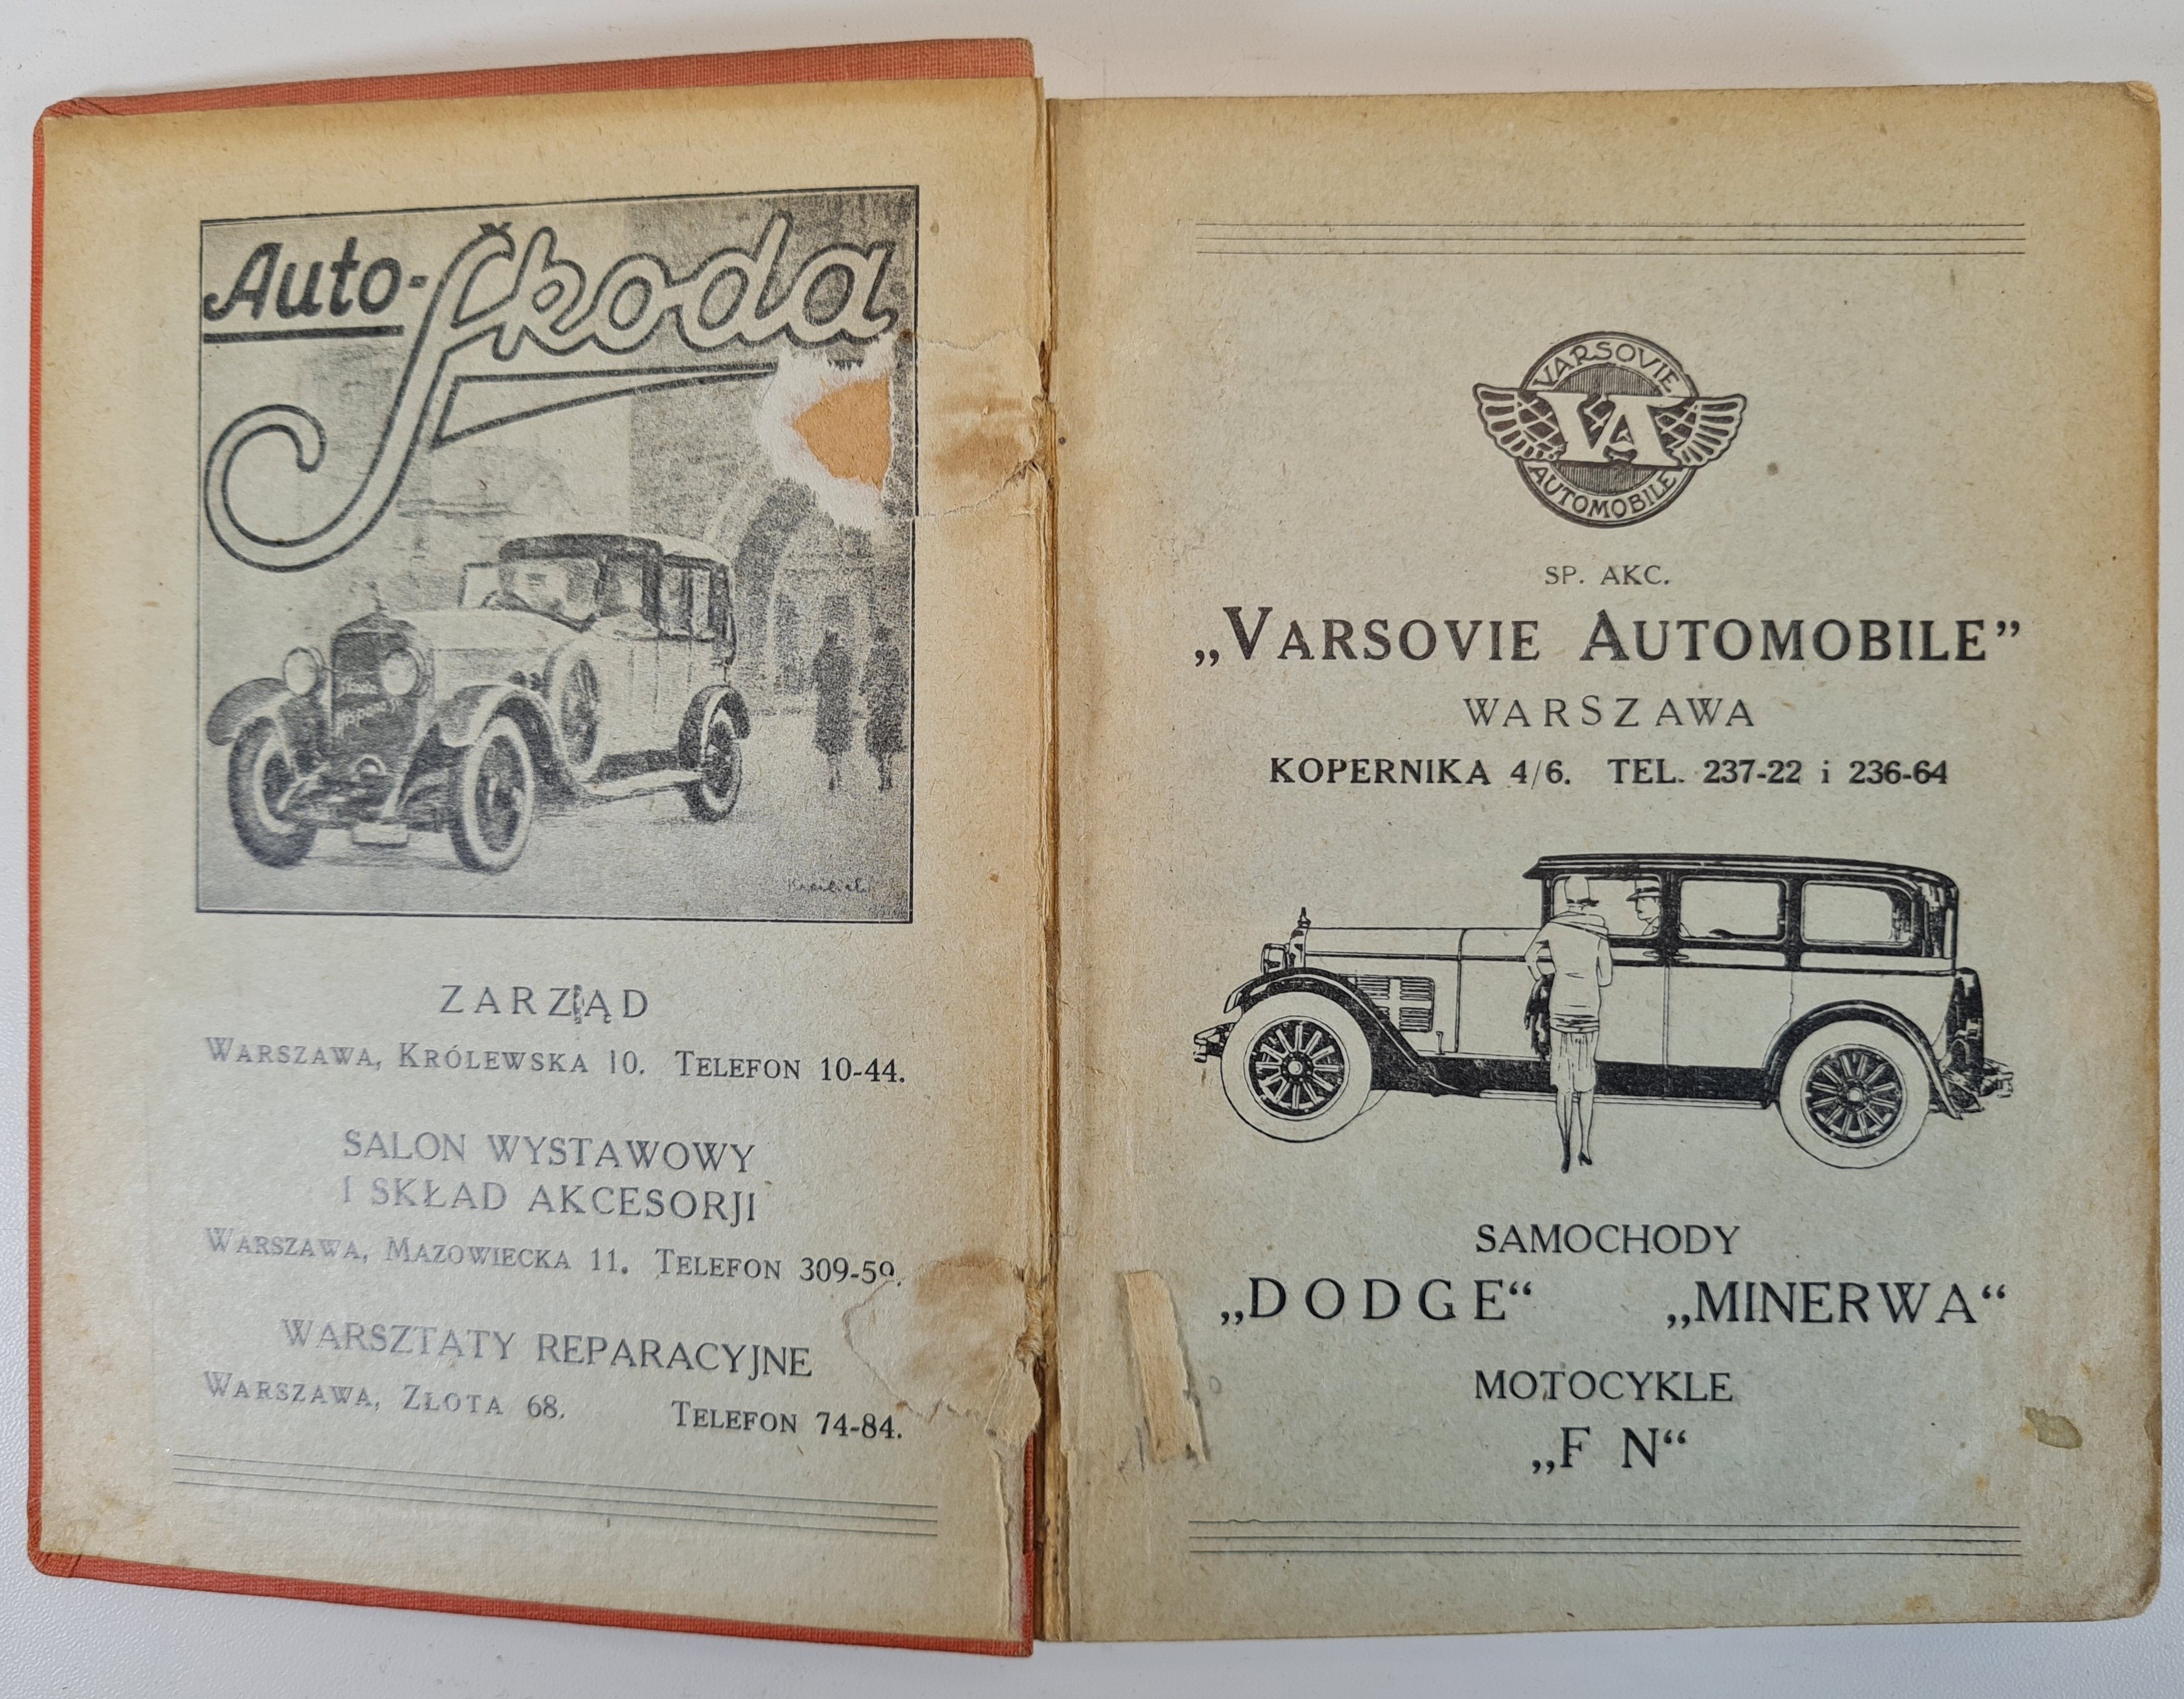 Auto-Škoda
ZARZĄD
WARSZAWA, KRÓLEWSKA 10. TELEFON 10-44.
SALON WYSTAWOWY
I SKŁAD AKCESORJI
WARSZAWA, MAZOWIECKA 11. TELEFON 309-59.
WARSZTATY REPARACYJNE
WARSZAWA, ZŁOTA 68. TELEFON 74-84.
VARSOVIE
VA
AUTOMOBILE
SP. AKC.
„VARSOVIE AUTOMOBILE”
WARSZAWA
KOPERNIKA 4/6. TEL. 237-22 i 236-64
SAMOCHODY
„DODGE“ „MINERWA“
MOTOCYKLE
„F N“